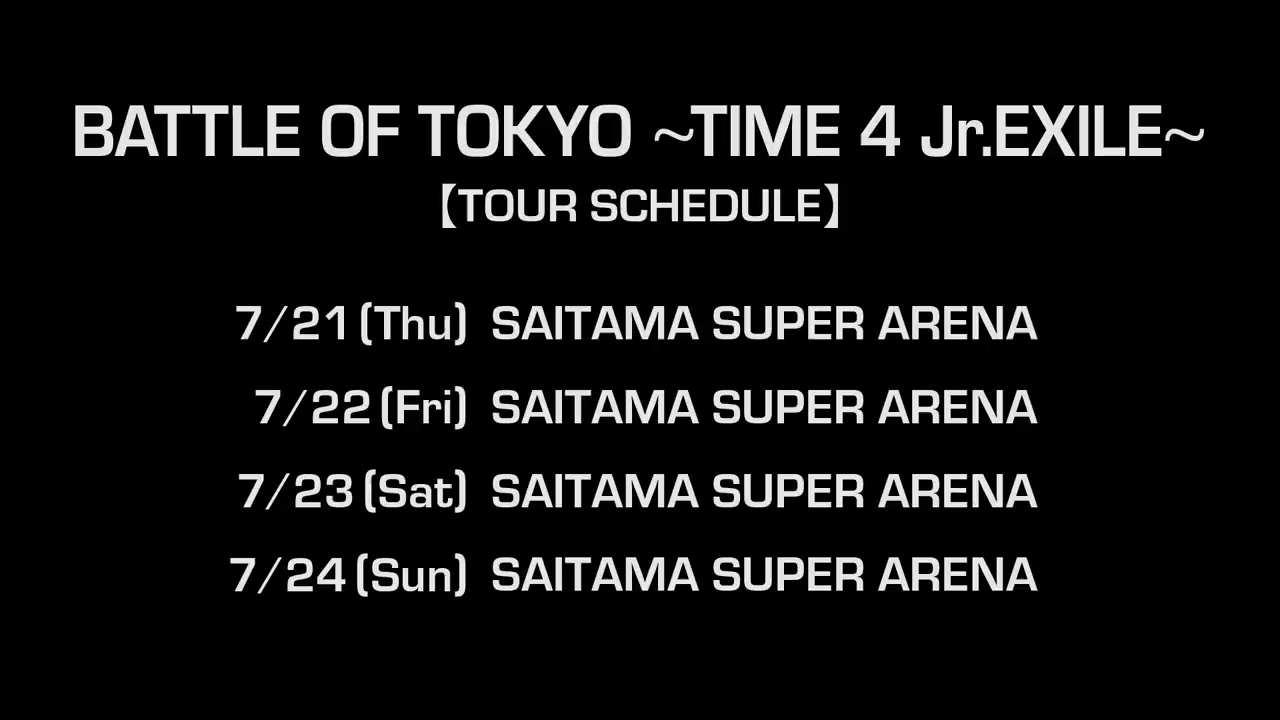 BATTLE OF TOKYO ~TIME 4 Jr.EXILE~
【TOUR SCHEDULE】
7/21(Thu) SAITAMA SUPER ARENA
7/22(Fri) SAITAMA SUPER ARENA
7/23(Sat) SAITAMA SUPER ARENA
7/24(Sun) SAITAMA SUPER ARENA